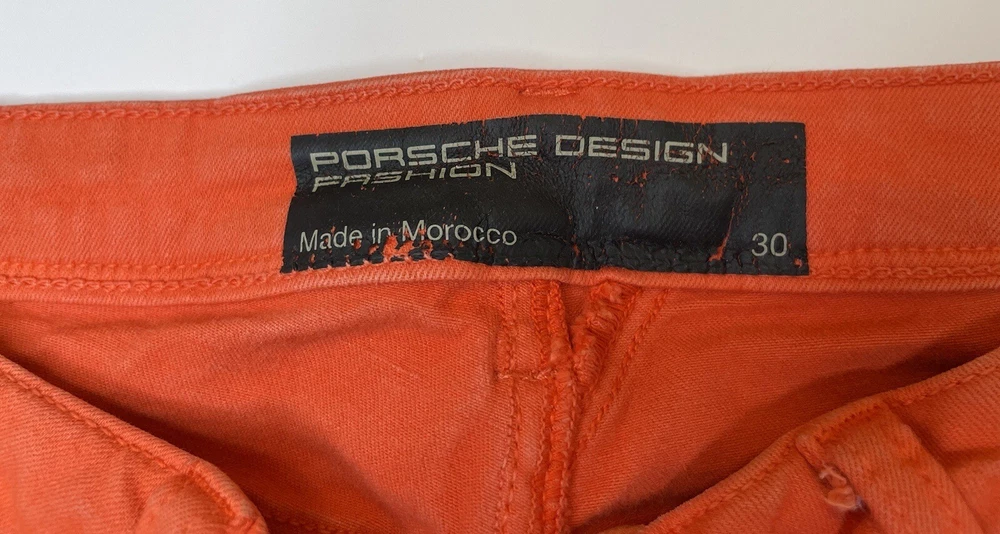 PORSCHE DESIGN
FASHION
Made in Morocco
30